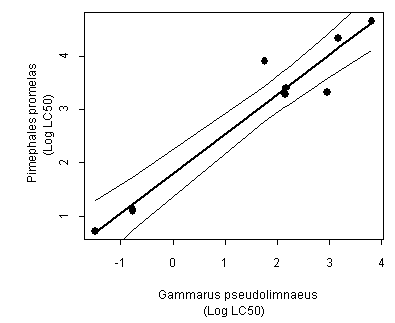 Pimephales promelas
(Log LC50)
4
3
2
1
-1 0 1 2 3 4
Gammarus pseudolimnaeus
(Log LC50)